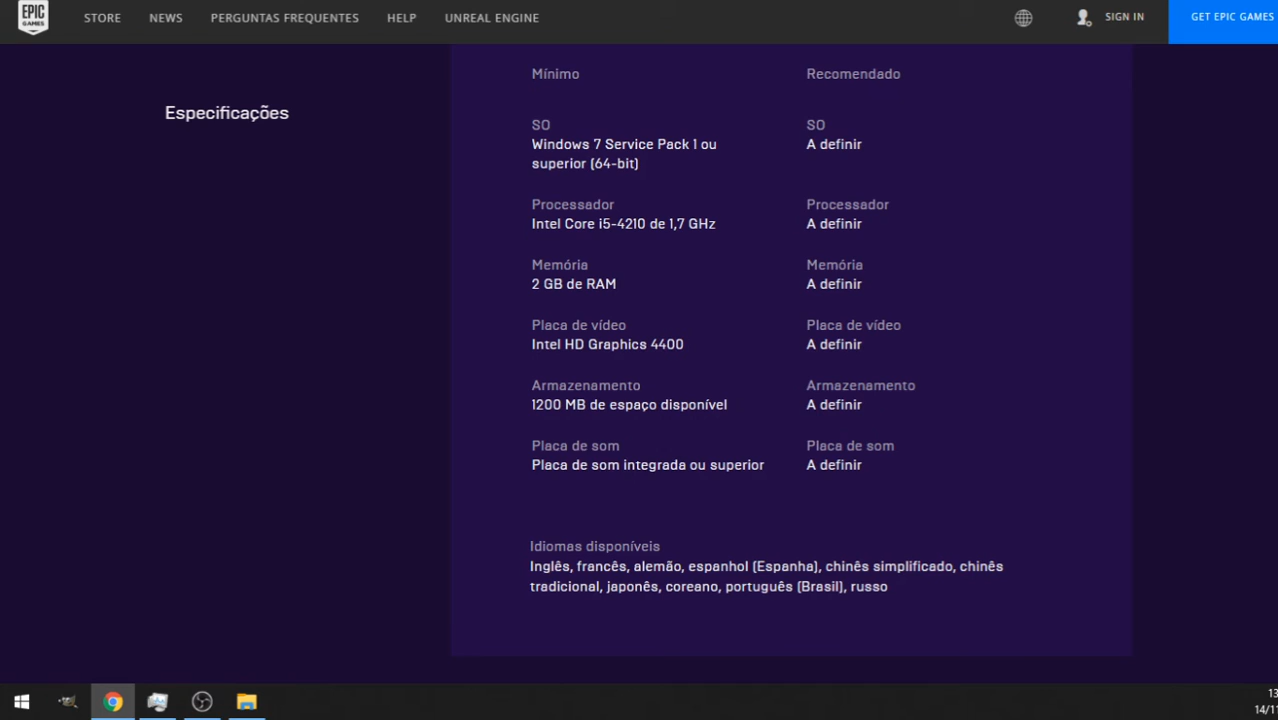 EPIC
GAMES
STORE
NEWS
PERGUNTAS FREQUENTES
HELP
UNREAL ENGINE
SIGN IN
GET EPIC GAMES
Especificações
Mínimo
Recomendado
SO
SO
Windows 7 Service Pack 1 ou
superior (64-bit)
A definir
Processador
Processador
Intel Core i5-4210 de 1,7 GHz
A definir
Memória
Memória
2 GB de RAM
A definir
Placa de vídeo
Placa de vídeo
Intel HD Graphics 4400
A definir
Armazenamento
Armazenamento
1200 MB de espaço disponível
A definir
Placa de som
Placa de som
Placa de som integrada ou superior
A definir
Idiomas disponíveis
Inglês, francês, alemão, espanhol (Espanha), chinês simplificado, chinês
tradicional, japonês, coreano, português (Brasil), russo
13
14/11